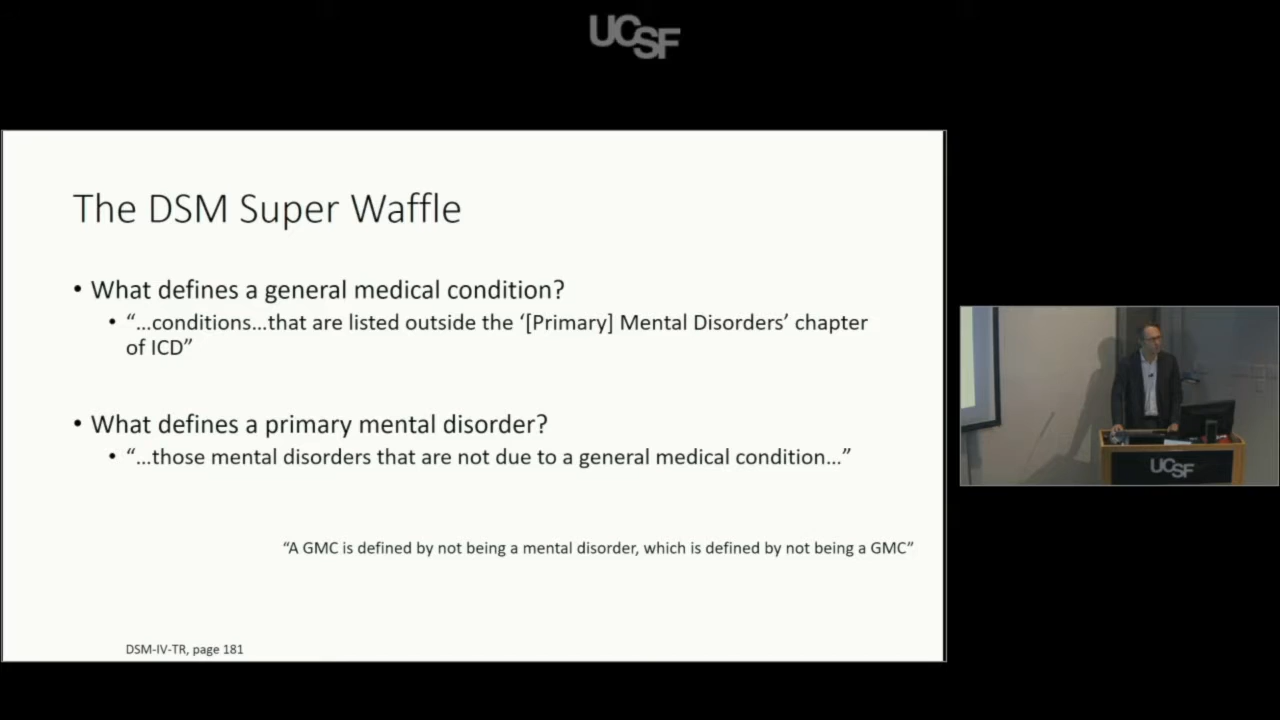 UCSF
The DSM Super Waffle
• What defines a general medical condition?
• “…conditions…that are listed outside the ‘[Primary] Mental Disorders’ chapter
of ICD”
• What defines a primary mental disorder?
• “…those mental disorders that are not due to a general medical condition…”
“A GMC is defined by not being a mental disorder, which is defined by not being a GMC”
DSM-IV-TR, page 181
UCSF